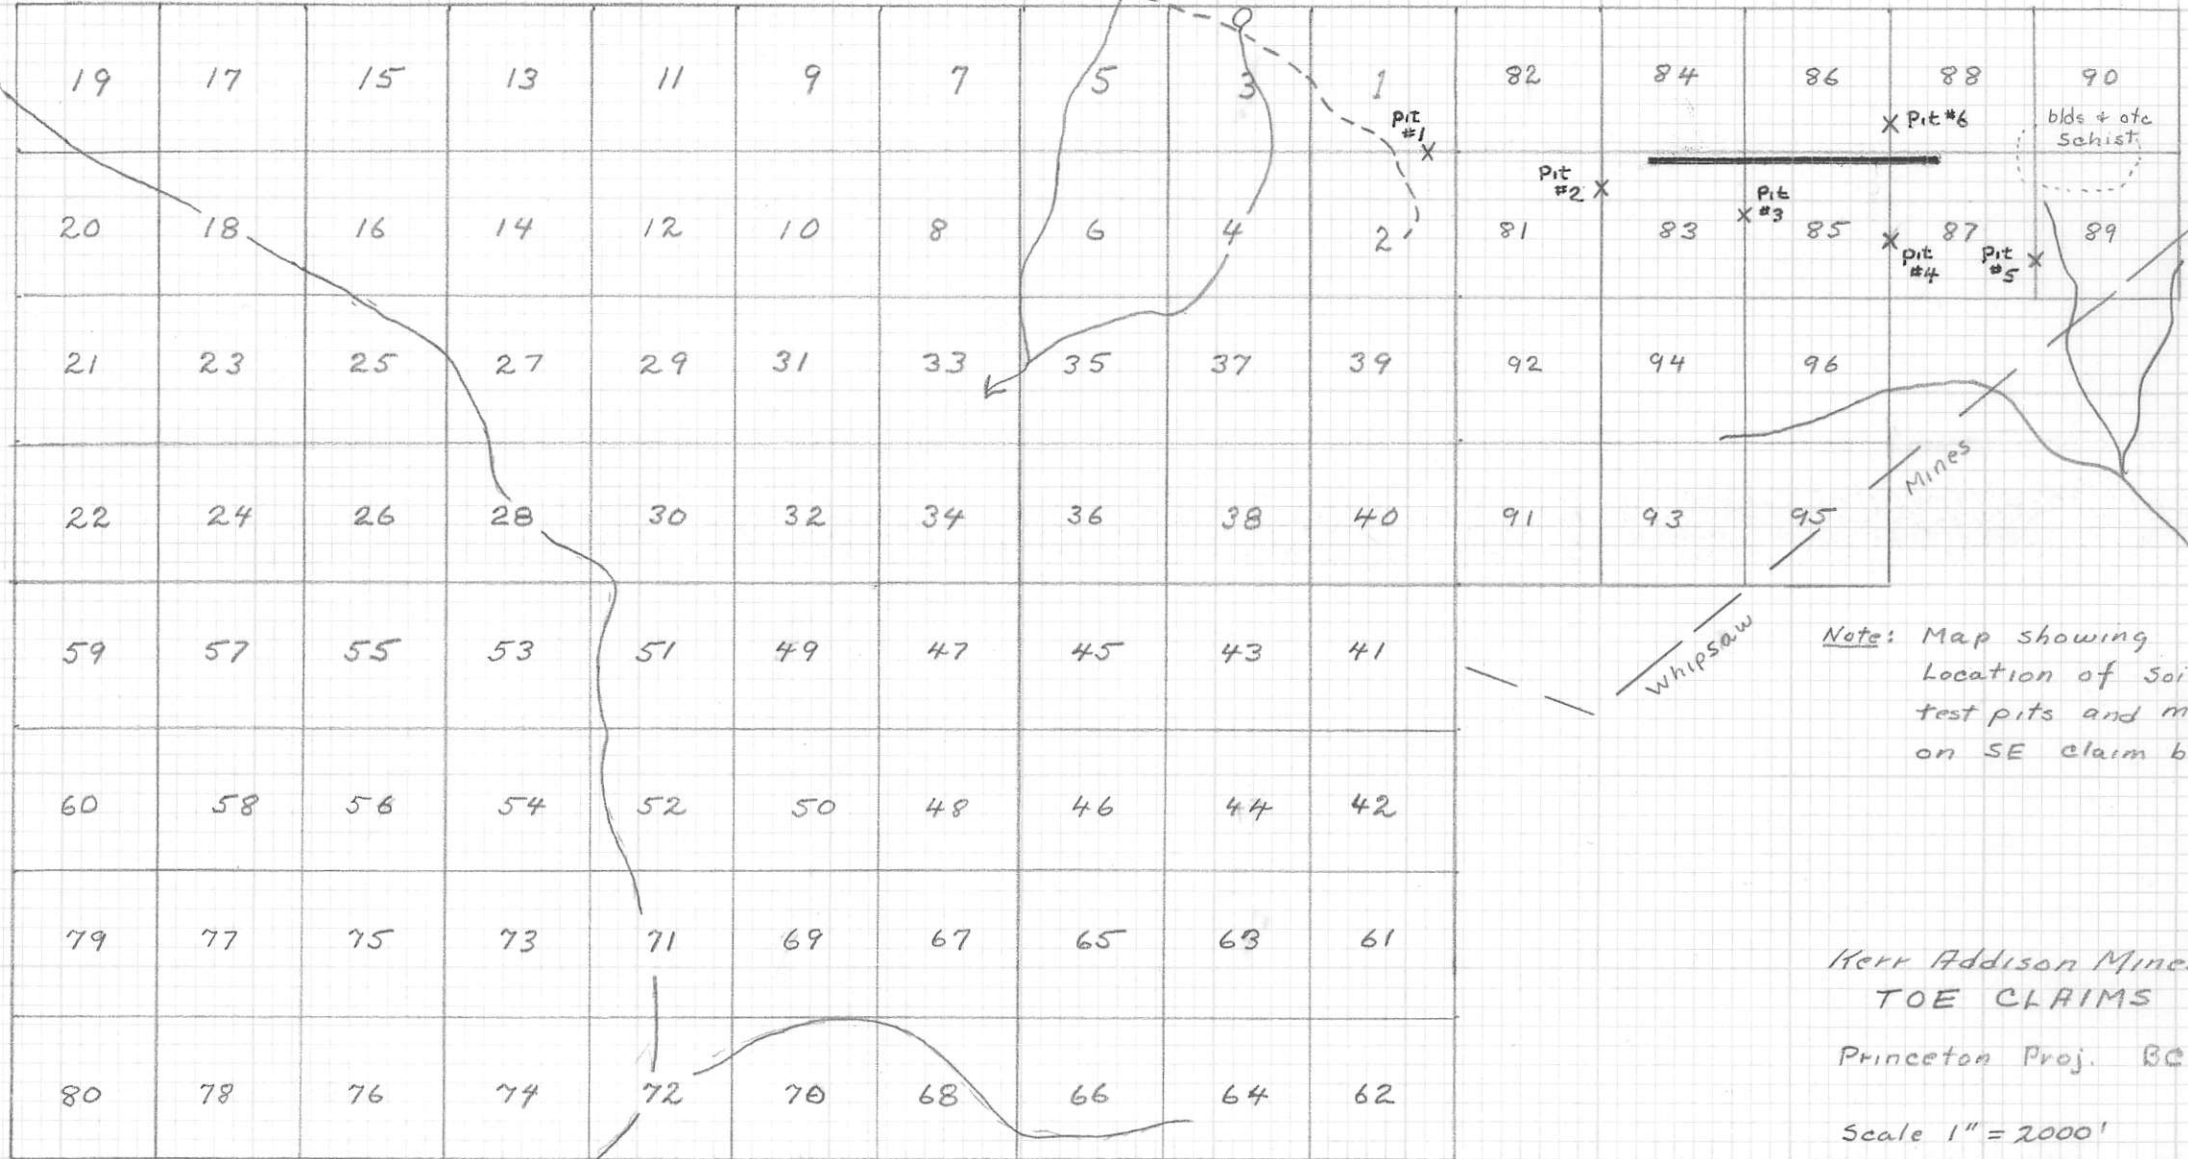 19 17 15 13 11 9 7 5 3 1 82 84 86 88 90
Pit #1
Pit #6
blds & otc
Schist
Pit #2
Pit #3
20 18 16 14 12 10 8 6 4 2 81 83 85 87 89
Pit #4
Pit #5
21 23 25 27 29 31 33 35 37 39 92 94 96
22 24 26 28 30 32 34 36 38 40 91 93 95
Whipsaw Mines
59 57 55 53 51 49 47 45 43 41
60 58 56 54 52 50 48 46 44 42
79 77 75 73 71 69 67 65 63 61
80 78 76 74 72 70 68 66 64 62
Note: Map showing
Location of Soi
test pits and m
on SE claim b
Kerr Addison Mines
TOE CLAIMS
Princeton Proj. BC
Scale 1" = 2000'